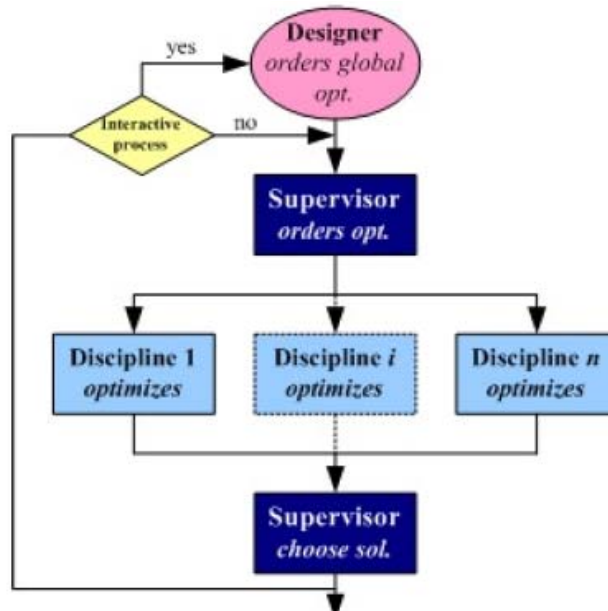 Designer
orders global
opt.
yes
Interactive
process
no
Supervisor
orders opt.
Discipline 1
optimizes
Discipline i
optimizes
Discipline n
optimizes
Supervisor
choose sol.